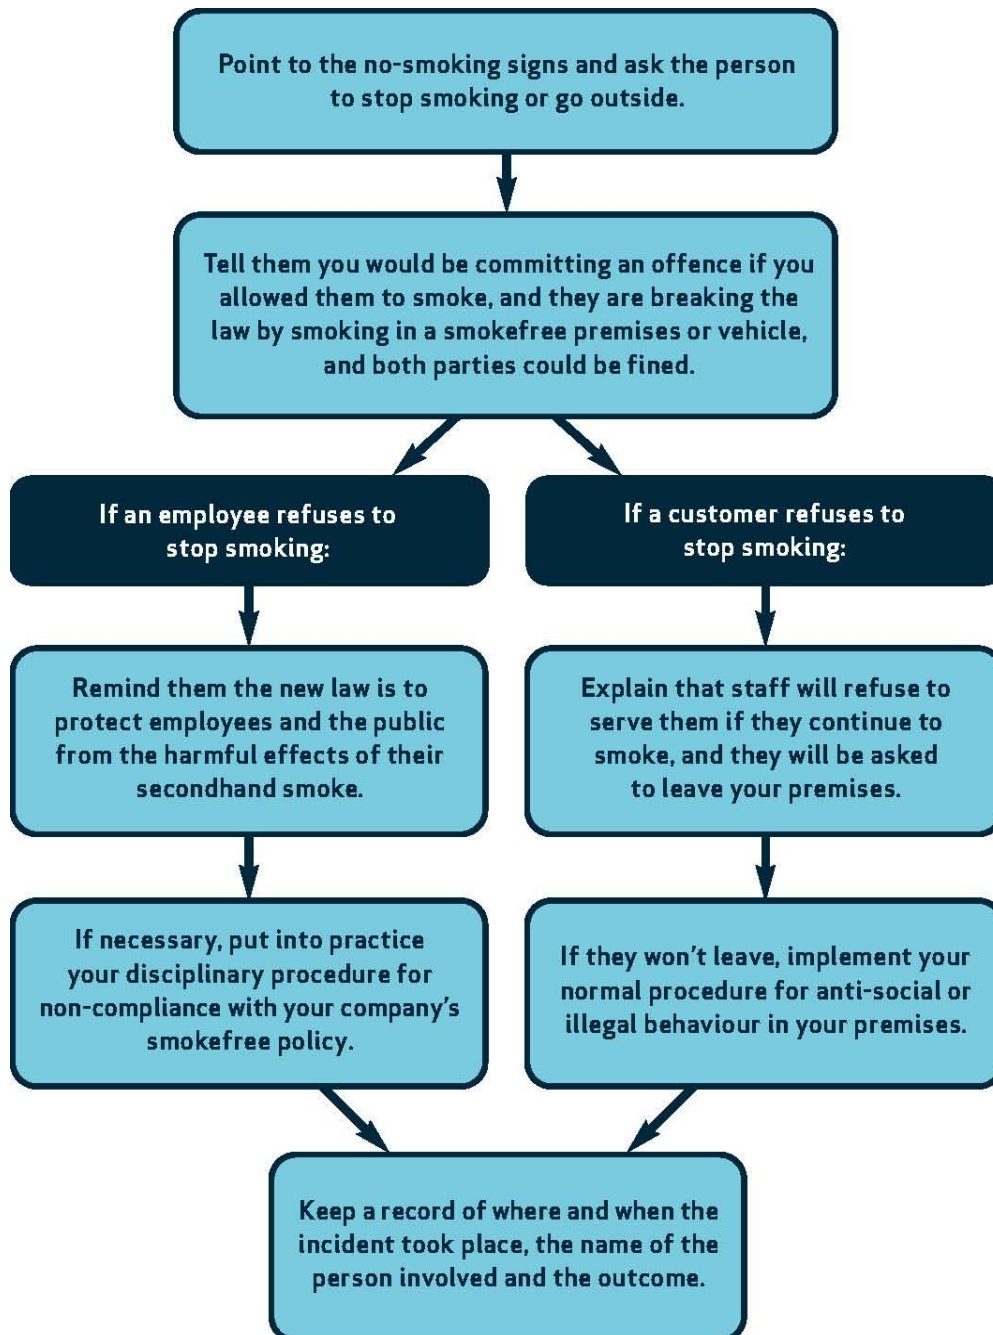 Point to the no-smoking signs and ask the person
to stop smoking or go outside.
Tell them you would be committing an offence if you
allowed them to smoke, and they are breaking the
law by smoking in a smokefree premises or vehicle,
and both parties could be fined.
If an employee refuses to
stop smoking:
Remind them the new law is to
protect employees and the public
from the harmful effects of their
secondhand smoke.
If necessary, put into practice
your disciplinary procedure for
non-compliance with your company's
smokefree policy.
If a customer refuses to
stop smoking:
Explain that staff will refuse to
serve them if they continue to
smoke, and they will be asked
to leave your premises.
If they won't leave, implement your
normal procedure for anti-social or
illegal behaviour in your premises.
Keep a record of where and when the
incident took place, the name of the
person involved and the outcome.